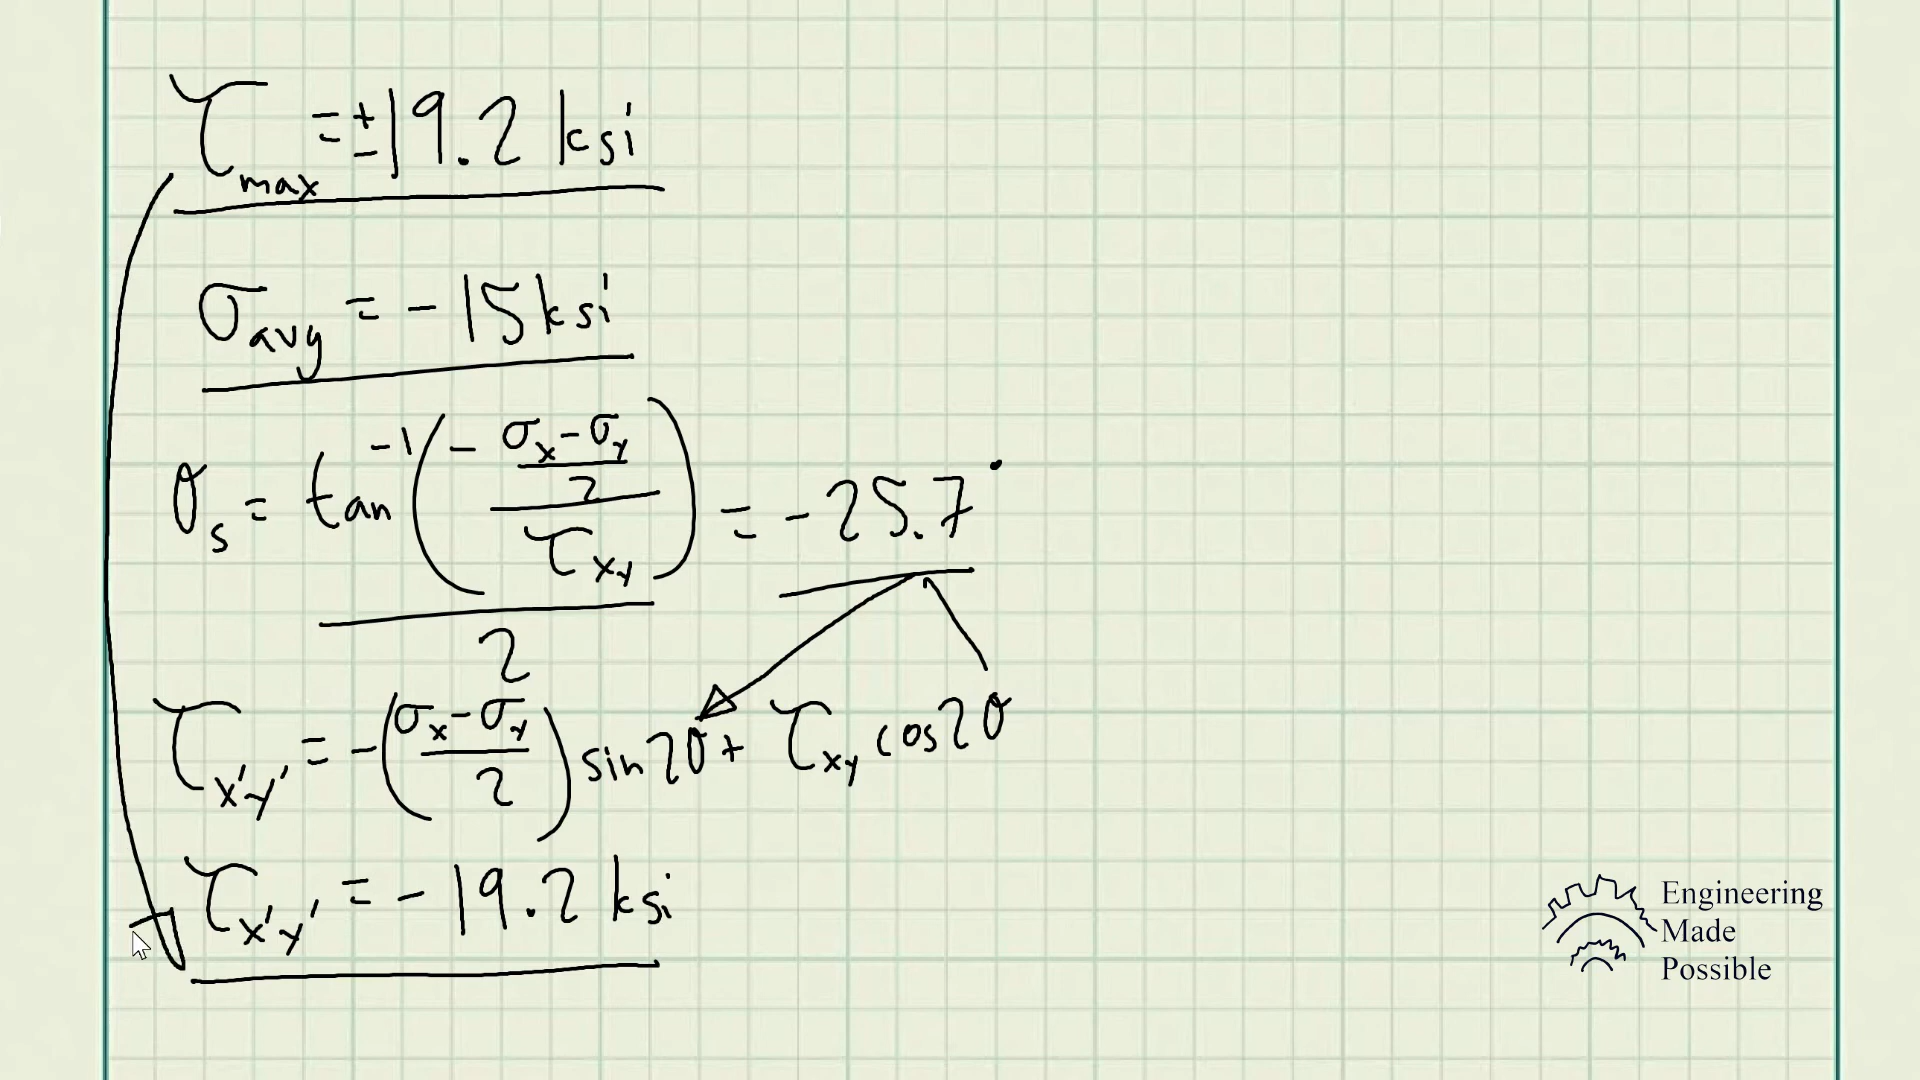 τmax = ±19.2 ksi
σavg = -15 ksi
θs = tan⁻¹(-((σx-σy)/2)/τxy)/2 = -25.7°
τx'y' = -((σx-σy)/2) sin2θ + τxy cos2θ
τx'y' = -19.2 ksi
Engineering
Made
Possible